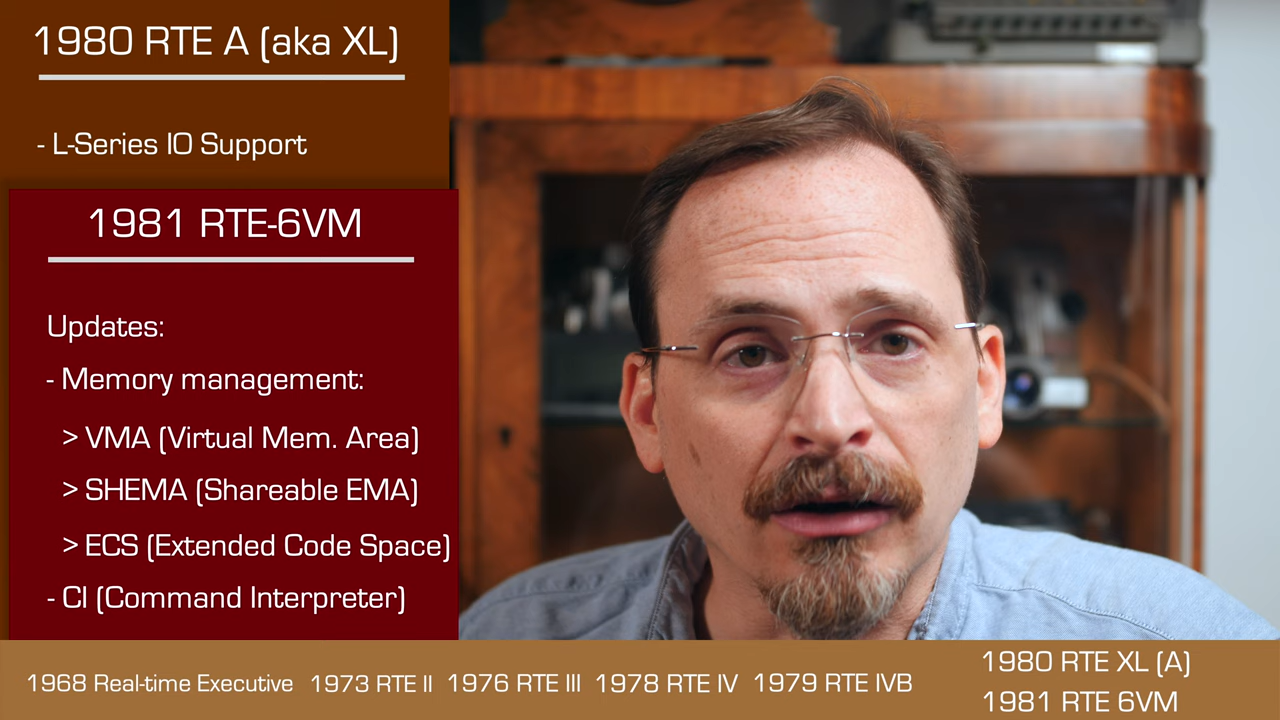 1980 RTE A (aka XL)
- L-Series IO Support
1981 RTE-6VM
Updates:
- Memory management:
> VMA (Virtual Mem. Area)
> SHEMA (Shareable EMA)
> ECS (Extended Code Space)
- CI (Command Interpreter)
1968 Real-time Executive 1973 RTE II 1976 RTE III 1978 RTE IV 1979 RTE IVB
1980 RTE XL (A)
1981 RTE 6VM